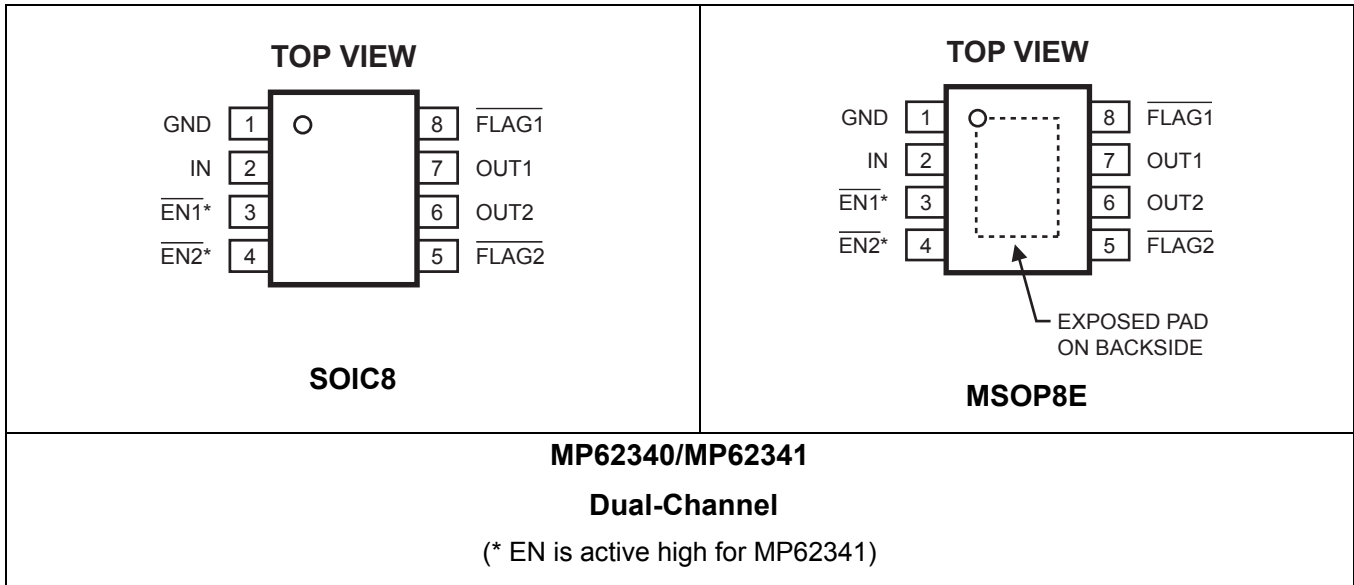 TOP VIEW
GND 1 8 FLAG1
IN 2 7 OUT1
EN1* 3 6 OUT2
EN2* 4 5 FLAG2
SOIC8
TOP VIEW
GND 1 8 FLAG1
IN 2 7 OUT1
EN1* 3 6 OUT2
EN2* 4 5 FLAG2
EXPOSED PAD
ON BACKSIDE
MSOP8E
MP62340/MP62341
Dual-Channel
(* EN is active high for MP62341)